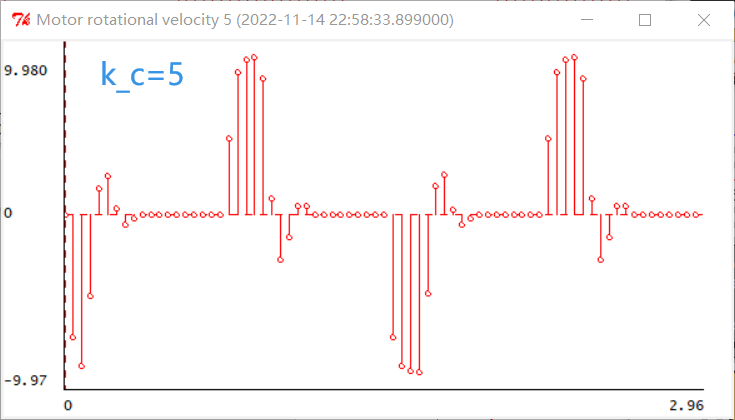 Motor rotational velocity 5 (2022-11-14 22:58:33.899000)
k_c=5
9.980
0
-9.97
0
2.96